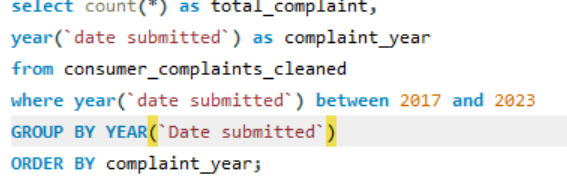 select count(*) as total_complaint,
year(`date submitted`) as complaint_year
from consumer_complaints_cleaned
where year(`date submitted`) between 2017 and 2023
GROUP BY YEAR(`Date submitted`)
ORDER BY complaint_year;